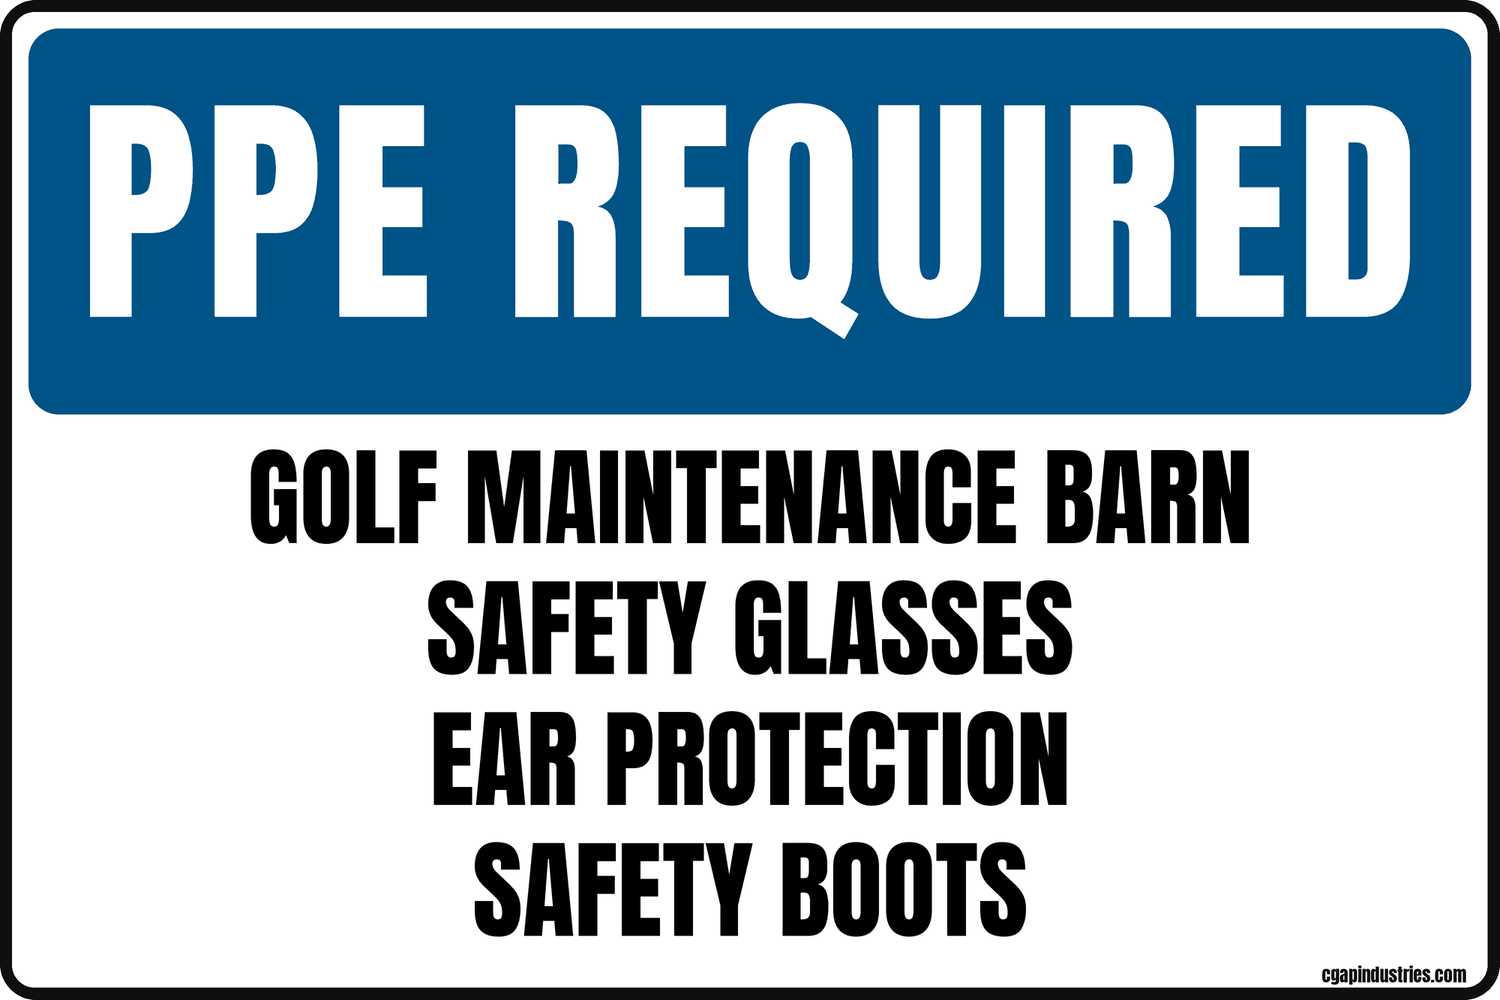 PPE REQUIRED
GOLF MAINTENANCE BARN
SAFETY GLASSES
EAR PROTECTION
SAFETY BOOTS
cgapindustries.com